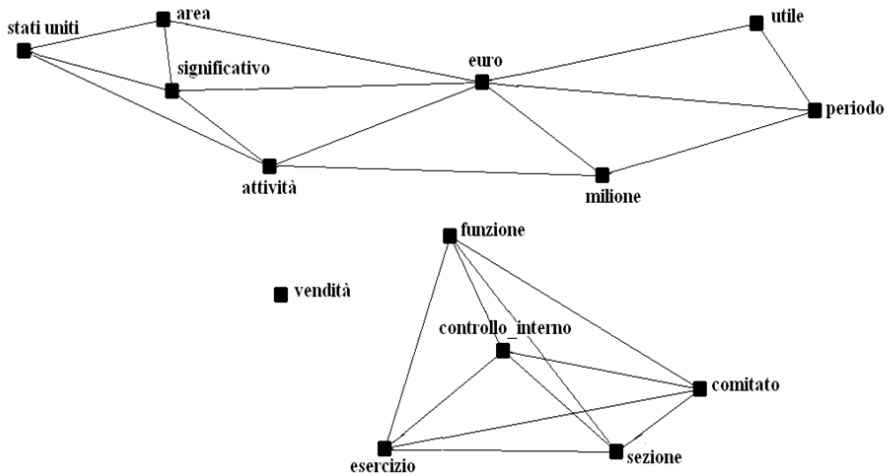 area
stati uniti
utile
significativo
euro
periodo
attività
milione
funzione
vendità
controllo_interno
comitato
esercizio
sezione